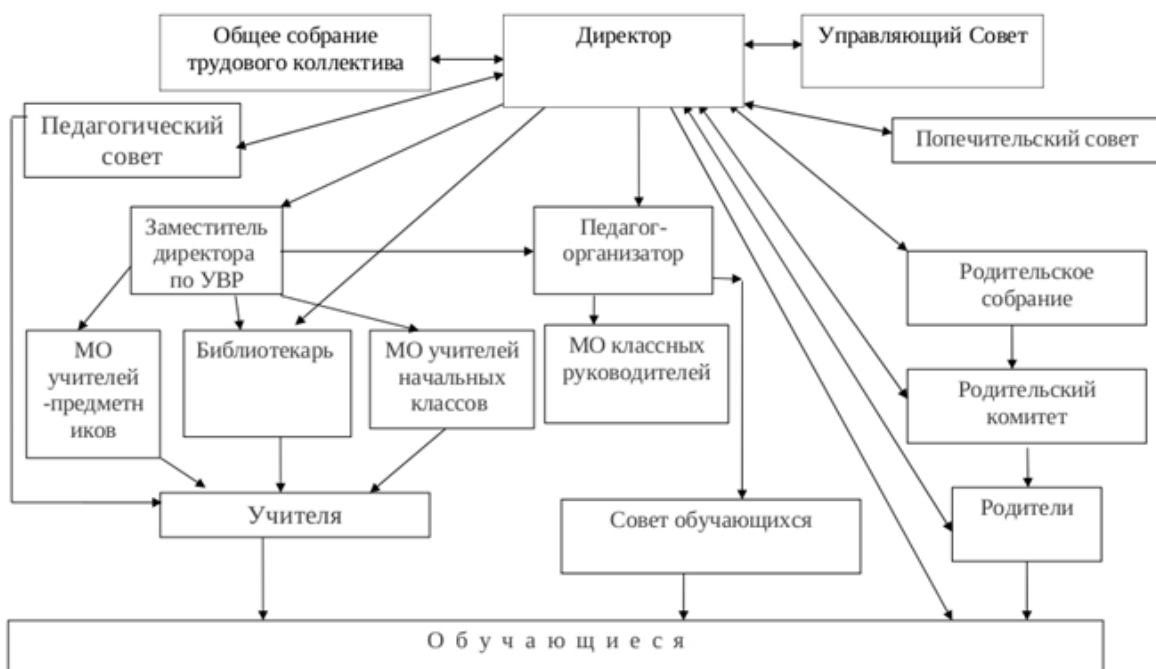 Общее собрание
трудового коллектива
Директор
Управляющий Совет
Педагогический
совет
Попечительский совет
Заместитель
директора
по УВР
Педагог-
организатор
Родительское
собрание
МО
учителей
-предметн
иков
Библиотекарь
МО учителей
начальных
классов
МО классных
руководителей
Родительский
комитет
Учителя
Совет обучающихся
Родители
О б у ч а ю щ и е с я